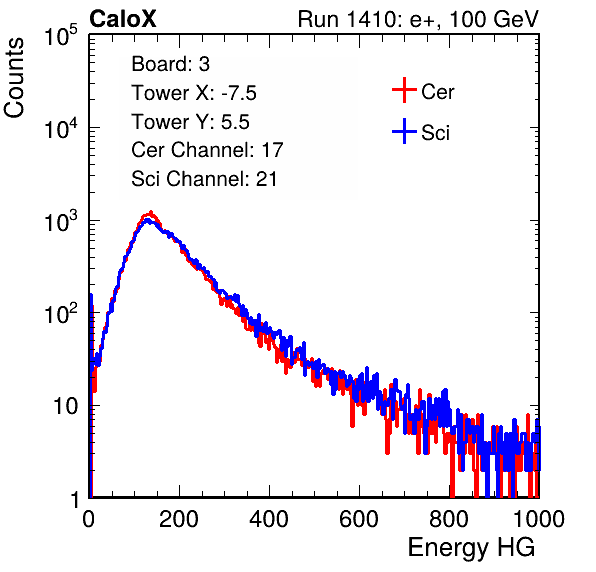 CaloX Run 1410: e+, 100 GeV
Counts
10^5
10^4
10^3
10^2
10
1
Board: 3
Tower X: -7.5
Tower Y: 5.5
Cer Channel: 17
Sci Channel: 21
Cer
Sci
0 200 400 600 800 1000
Energy HG